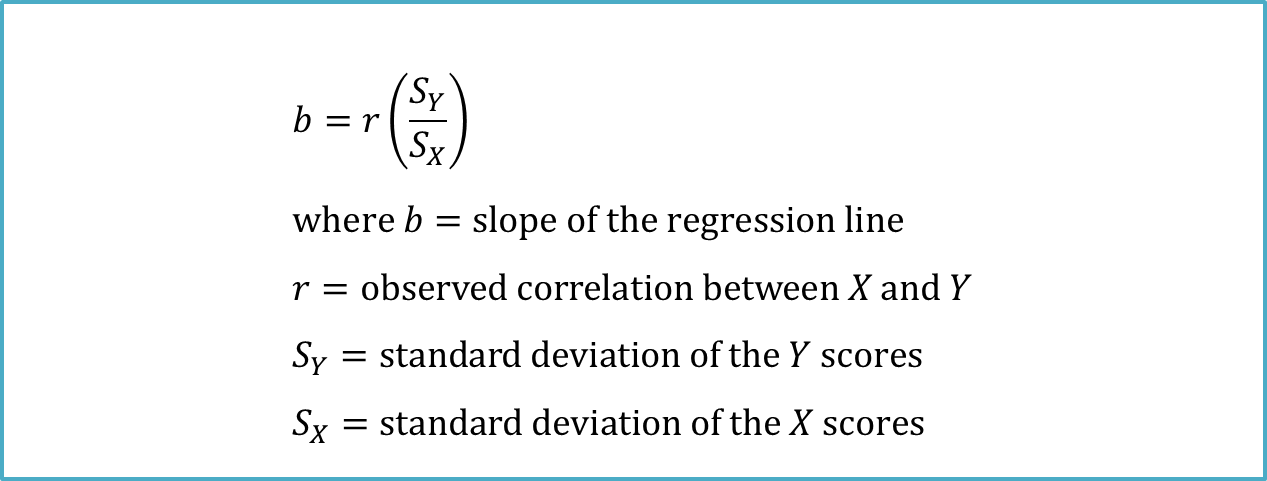 b = r(S_Y/S_X)
where b = slope of the regression line
r = observed correlation between X and Y
S_Y = standard deviation of the Y scores
S_X = standard deviation of the X scores